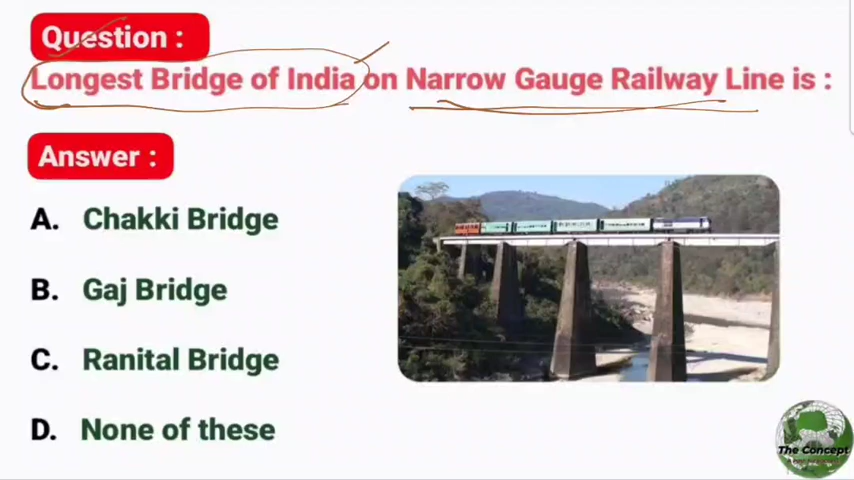 Question :
Longest Bridge of India on Narrow Gauge Railway Line is :
Answer :
A. Chakki Bridge
B. Gaj Bridge
C. Ranital Bridge
D. None of these
The Concept